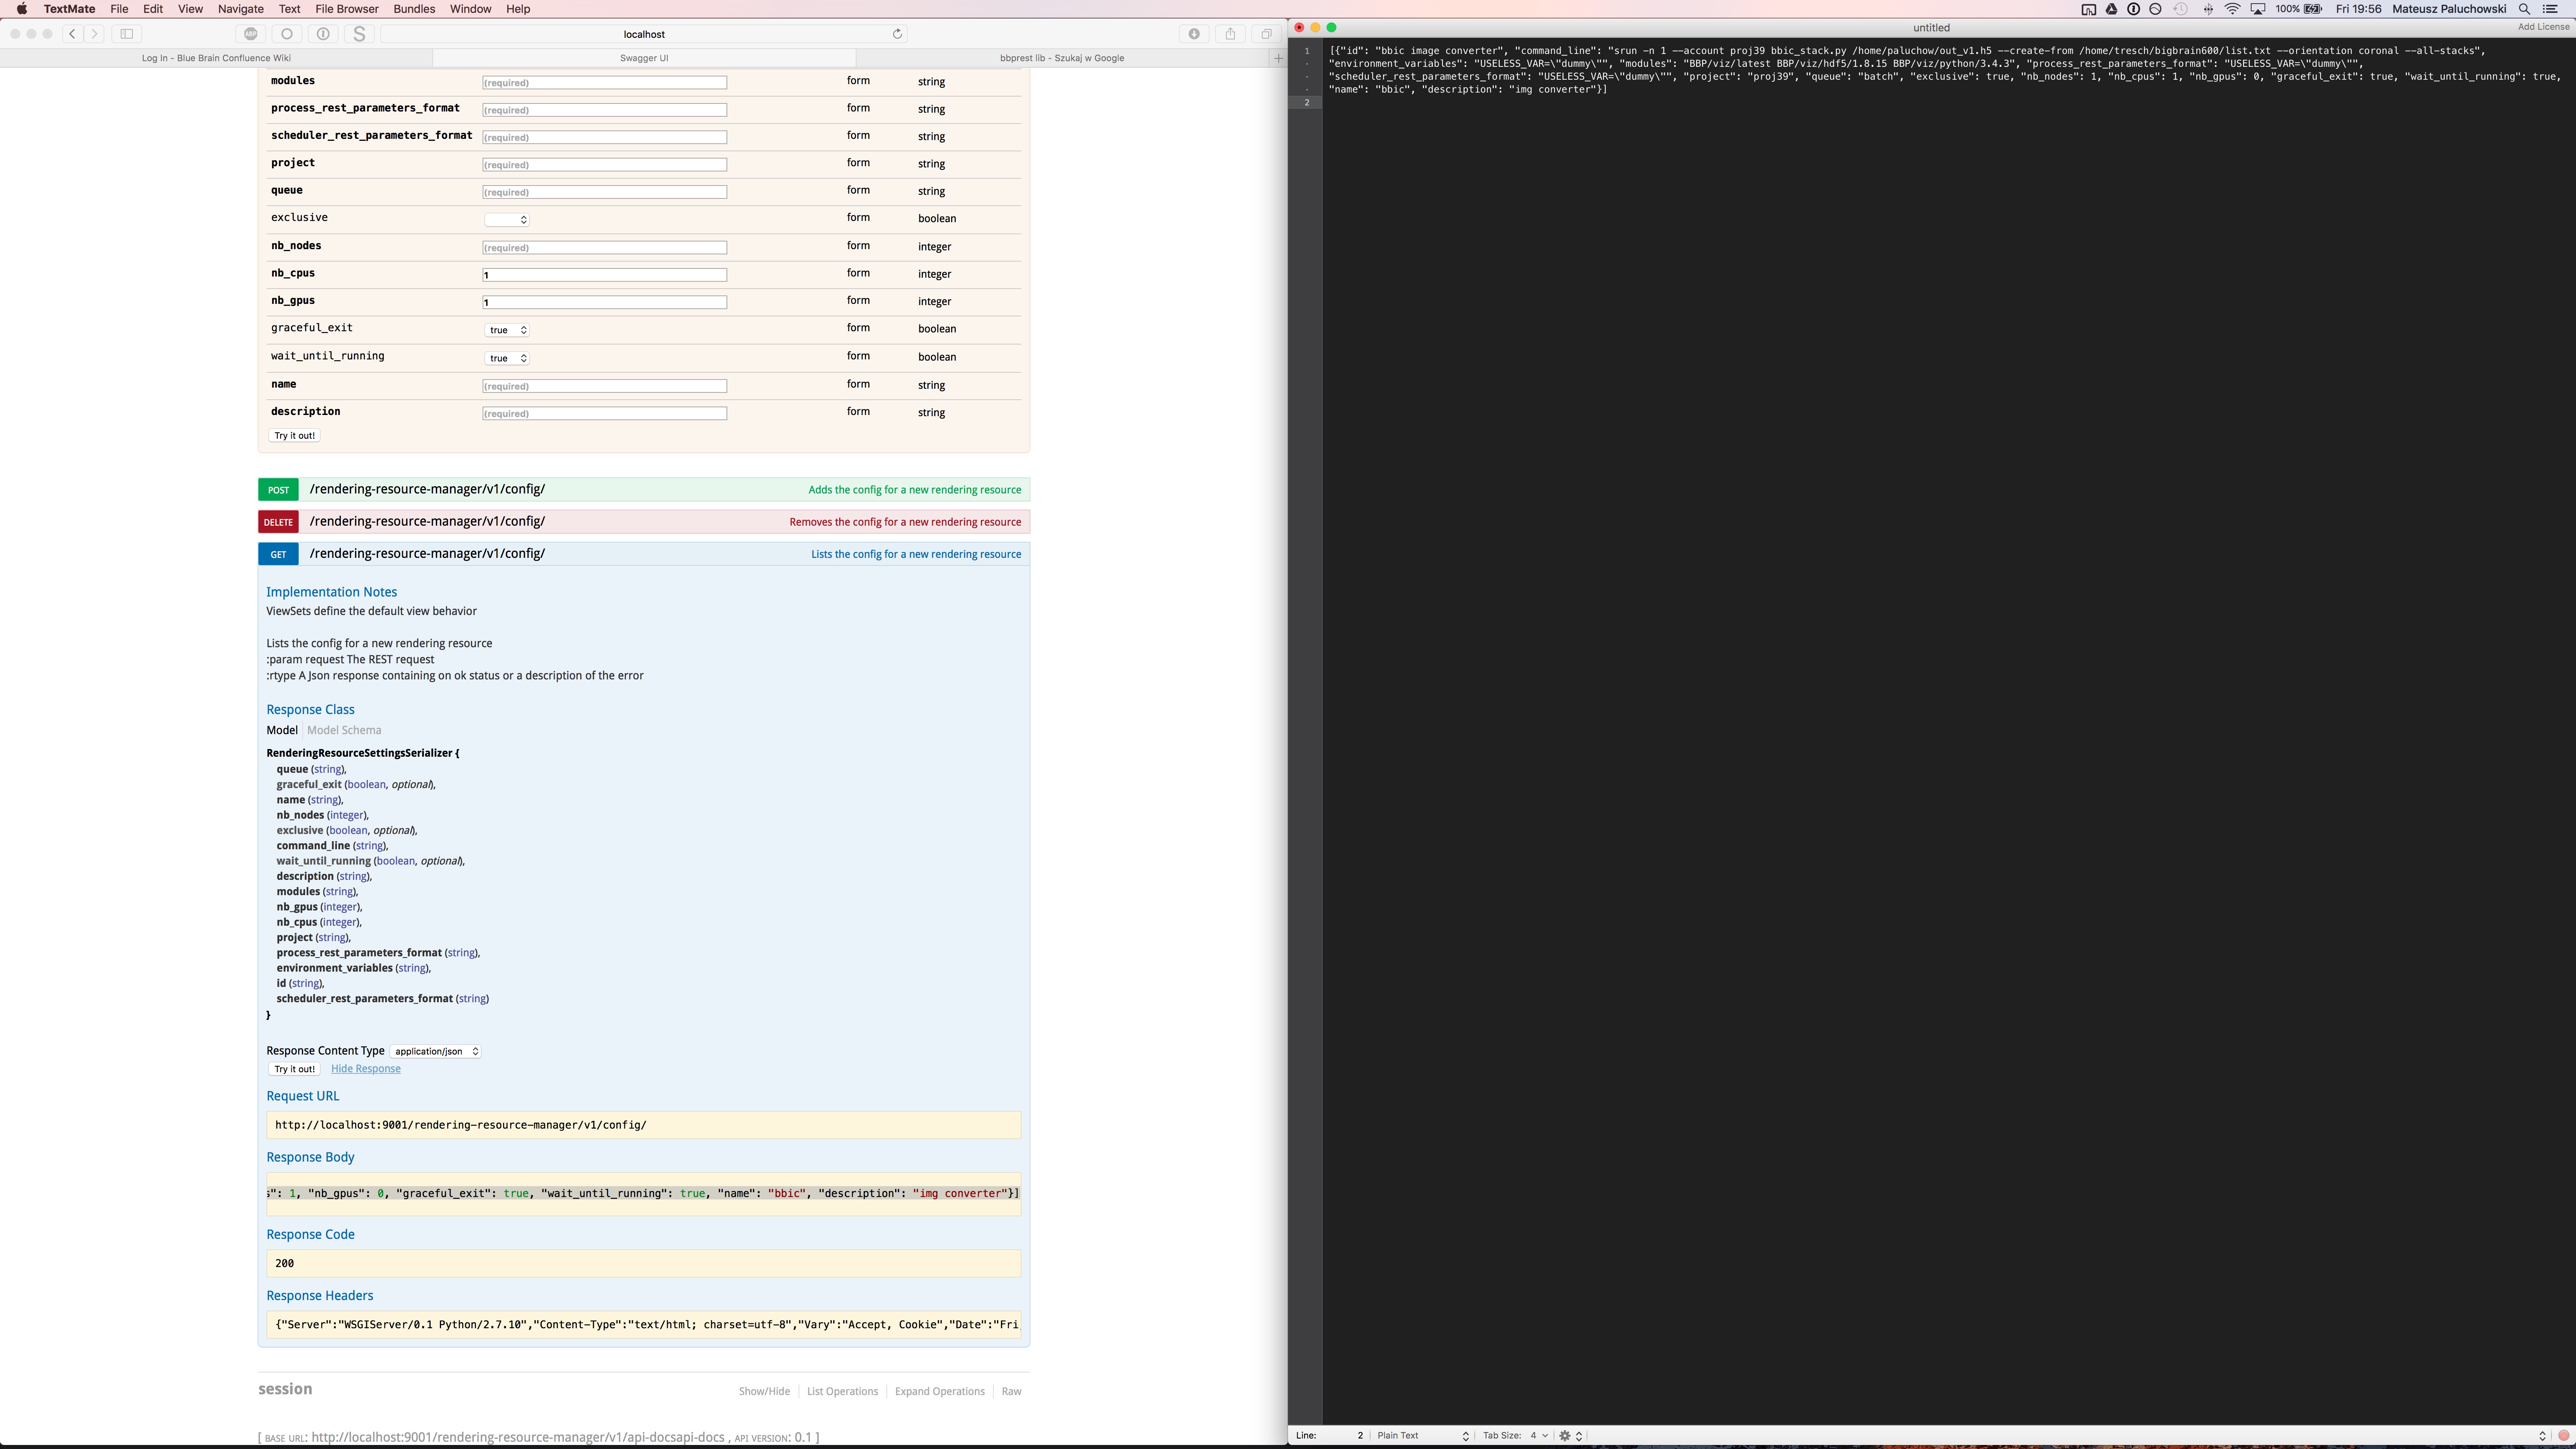 TextMate File Edit View Navigate Text File Browser Bundles Window Help
100% Fri 19:56 Mateusz Paluchowski
localhost
Log In - Blue Brain Confluence Wiki
Swagger UI
bbprest lib - Szukaj w Google
modules (required) form string
process_rest_parameters_format (required) form string
scheduler_rest_parameters_format (required) form string
project (required) form string
queue (required) form string
exclusive form boolean
nb_nodes (required) form integer
nb_cpus 1 form integer
nb_gpus 1 form integer
graceful_exit true form boolean
wait_until_running true form boolean
name (required) form string
description (required) form string
Try it out!
POST /rendering-resource-manager/v1/config/ Adds the config for a new rendering resource
DELETE /rendering-resource-manager/v1/config/ Removes the config for a new rendering resource
GET /rendering-resource-manager/v1/config/ Lists the config for a new rendering resource
Implementation Notes
ViewSets define the default view behavior
Lists the config for a new rendering resource
:param request The REST request
:rtype A Json response containing on ok status or a description of the error
Response Class
Model Model Schema
RenderingResourceSettingsSerializer {
queue (string),
graceful_exit (boolean, optional),
name (string),
nb_nodes (integer),
exclusive (boolean, optional),
command_line (string),
wait_until_running (boolean, optional),
description (string),
modules (string),
nb_gpus (integer),
nb_cpus (integer),
project (string),
process_rest_parameters_format (string),
environment_variables (string),
id (string),
scheduler_rest_parameters_format (string)
}
Response Content Type application/json
Try it out! Hide Response
Request URL
http://localhost:9001/rendering-resource-manager/v1/config/
Response Body
s": 1, "nb_gpus": 0, "graceful_exit": true, "wait_until_running": true, "name": "bbic", "description": "img converter"}]
Response Code
200
Response Headers
{"Server":"WSGIServer/0.1 Python/2.7.10","Content-Type":"text/html; charset=utf-8","Vary":"Accept, Cookie","Date":"Fri
session Show/Hide List Operations Expand Operations Raw
[ BASE URL: http://localhost:9001/rendering-resource-manager/v1/api-docsapi-docs , API VERSION: 0.1 ]
untitled
Add License
1 [{"id": "bbic image converter", "command_line": "srun -n 1 --account proj39 bbic_stack.py /home/paluchow/out_v1.h5 --create-from /home/tresch/bigbrain600/list.txt --orientation coronal --all-stacks",
"environment_variables": "USELESS_VAR=\"dummy\"", "modules": "BBP/viz/latest BBP/viz/hdf5/1.8.15 BBP/viz/python/3.4.3", "process_rest_parameters_format": "USELESS_VAR=\"dummy\"",
"scheduler_rest_parameters_format": "USELESS_VAR=\"dummy\"", "project": "proj39", "queue": "batch", "exclusive": true, "nb_nodes": 1, "nb_cpus": 1, "nb_gpus": 0, "graceful_exit": true, "wait_until_running": true,
"name": "bbic", "description": "img converter"}]
2
Line: 2 Plain Text Tab Size: 4